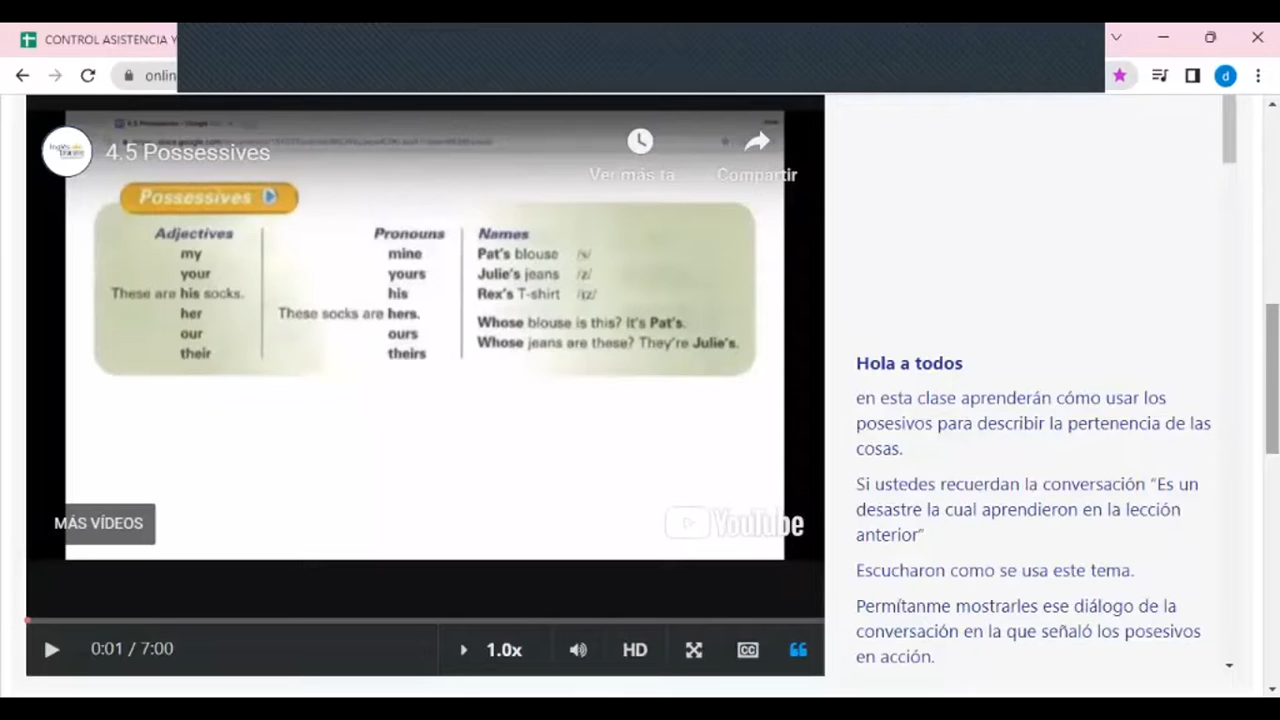 CONTROL ASISTENCIA Y
onlin
d
4.5 Possessives
Ver más ta
Compartir
Possessives
Adjectives
my
your
These are his socks.
her
our
their
Pronouns
mine
yours
his
These socks are hers.
ours
theirs
Names
Pat's blouse /s/
Julie's jeans /z/
Rex's T-shirt /ɪz/
Whose blouse is this? It's Pat's.
Whose jeans are these? They're Julie's.
MÁS VÍDEOS
YouTube
0:01 / 7:00
1.0x
HD
CC
Hola a todos
en esta clase aprenderán cómo usar los
posesivos para describir la pertenencia de las
cosas.
Si ustedes recuerdan la conversación “Es un
desastre la cual aprendieron en la lección
anterior”
Escucharon como se usa este tema.
Permítanme mostrarles ese diálogo de la
conversación en la que señaló los posesivos
en acción.